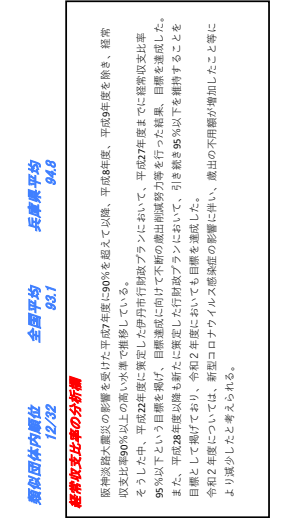 類似団体内順位 全国平均 兵庫県平均
12/32 93.1 94.8
経常収支比率の分析欄
阪神淡路大震災の影響を受けた平成7年度に90%を超えて以降、平成8年度、平成9年度を除き、経常
収支比率90%以上の高い水準で推移している。
そうした中、平成22年度に策定した伊丹市行財政プランにおいて、平成27年度までに経常収支比率
95%以下という目標を掲げ、目標達成に向けて不断の歳出削減努力等を行った結果、目標を達成した。
また、平成28年度以降も新たに策定した行財政プランにおいて、引き続き95%以下を維持することを
目標として掲げており、令和2年度においても目標を達成した。
令和2年度については、新型コロナウイルス感染症の影響に伴い、歳出の不用額が増加したこと等に
より減少したと考えられる。